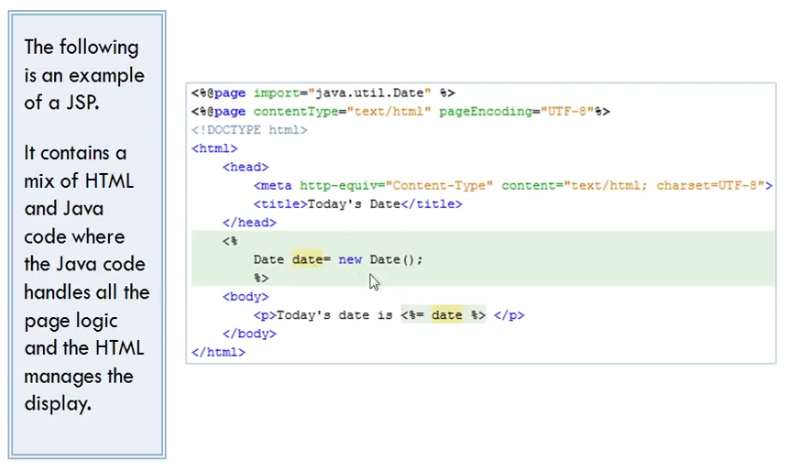 The following
is an example
of a JSP.
It contains a
mix of HTML
and Java
code where
the Java code
handles all the
page logic
and the HTML
manages the
display.
<%@page import="java.util.Date" %>
<%@page contentType="text/html" pageEncoding="UTF-8"%>
<!DOCTYPE html>
<html>
    <head>
        <meta http-equiv="Content-Type" content="text/html; charset=UTF-8">
        <title>Today's Date</title>
    </head>
    <%
        Date date= new Date();
        %>
    <body>
        <p>Today's date is <%= date %> </p>
    </body>
</html>